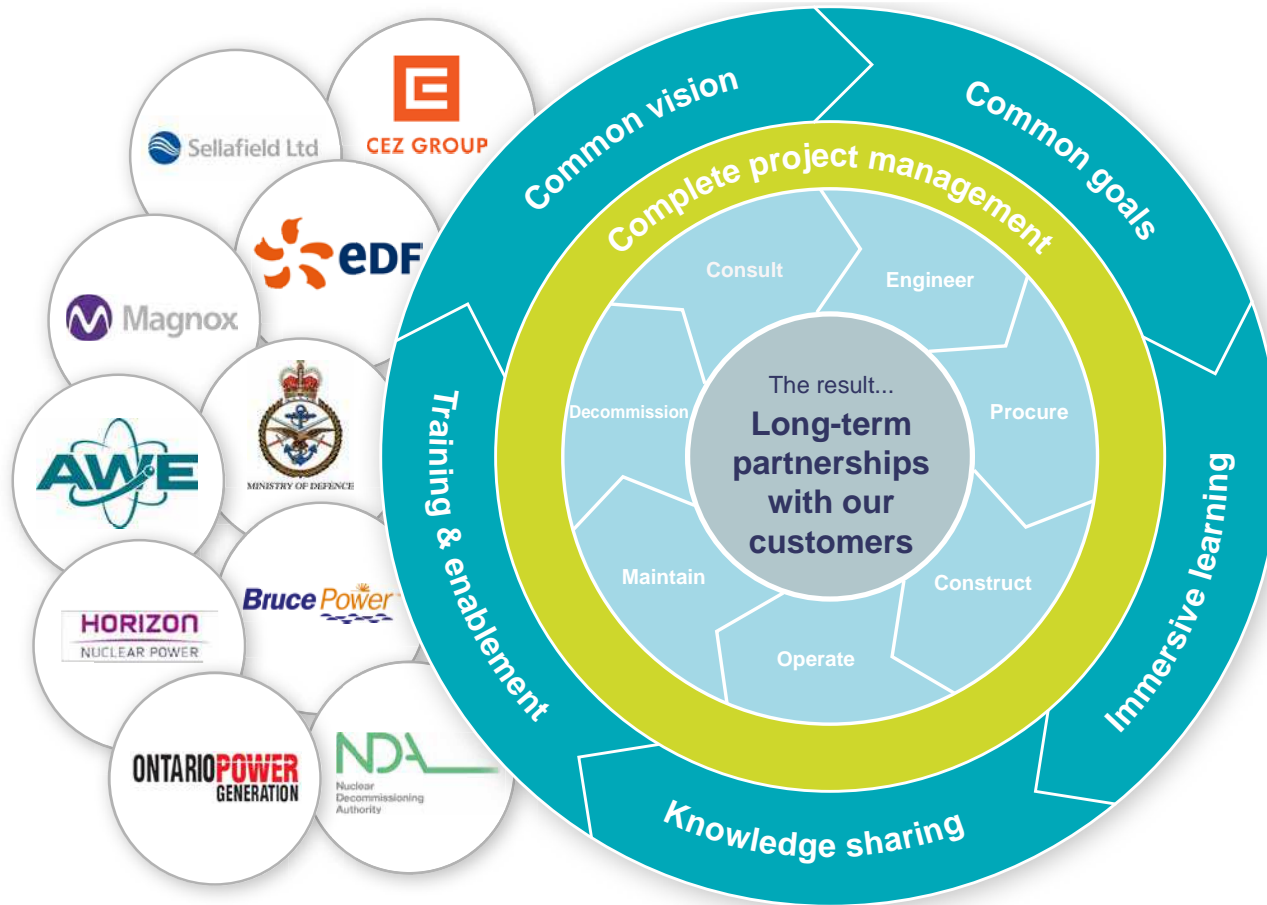 CEZ GROUP
Sellafield Ltd
eDF
Magnox
MINISTRY OF DEFENCE
AWE
Bruce Power
HORIZON
NUCLEAR POWER
ONTARIOPOWER
GENERATION
NDA
Nuclear
Decommissioning
Authority
Common vision
Common goals
Immersive learning
Knowledge sharing
Training & enablement
Complete project management
Consult
Engineer
Procure
Construct
Operate
Maintain
Decommission
The result...
Long-term
partnerships
with our
customers